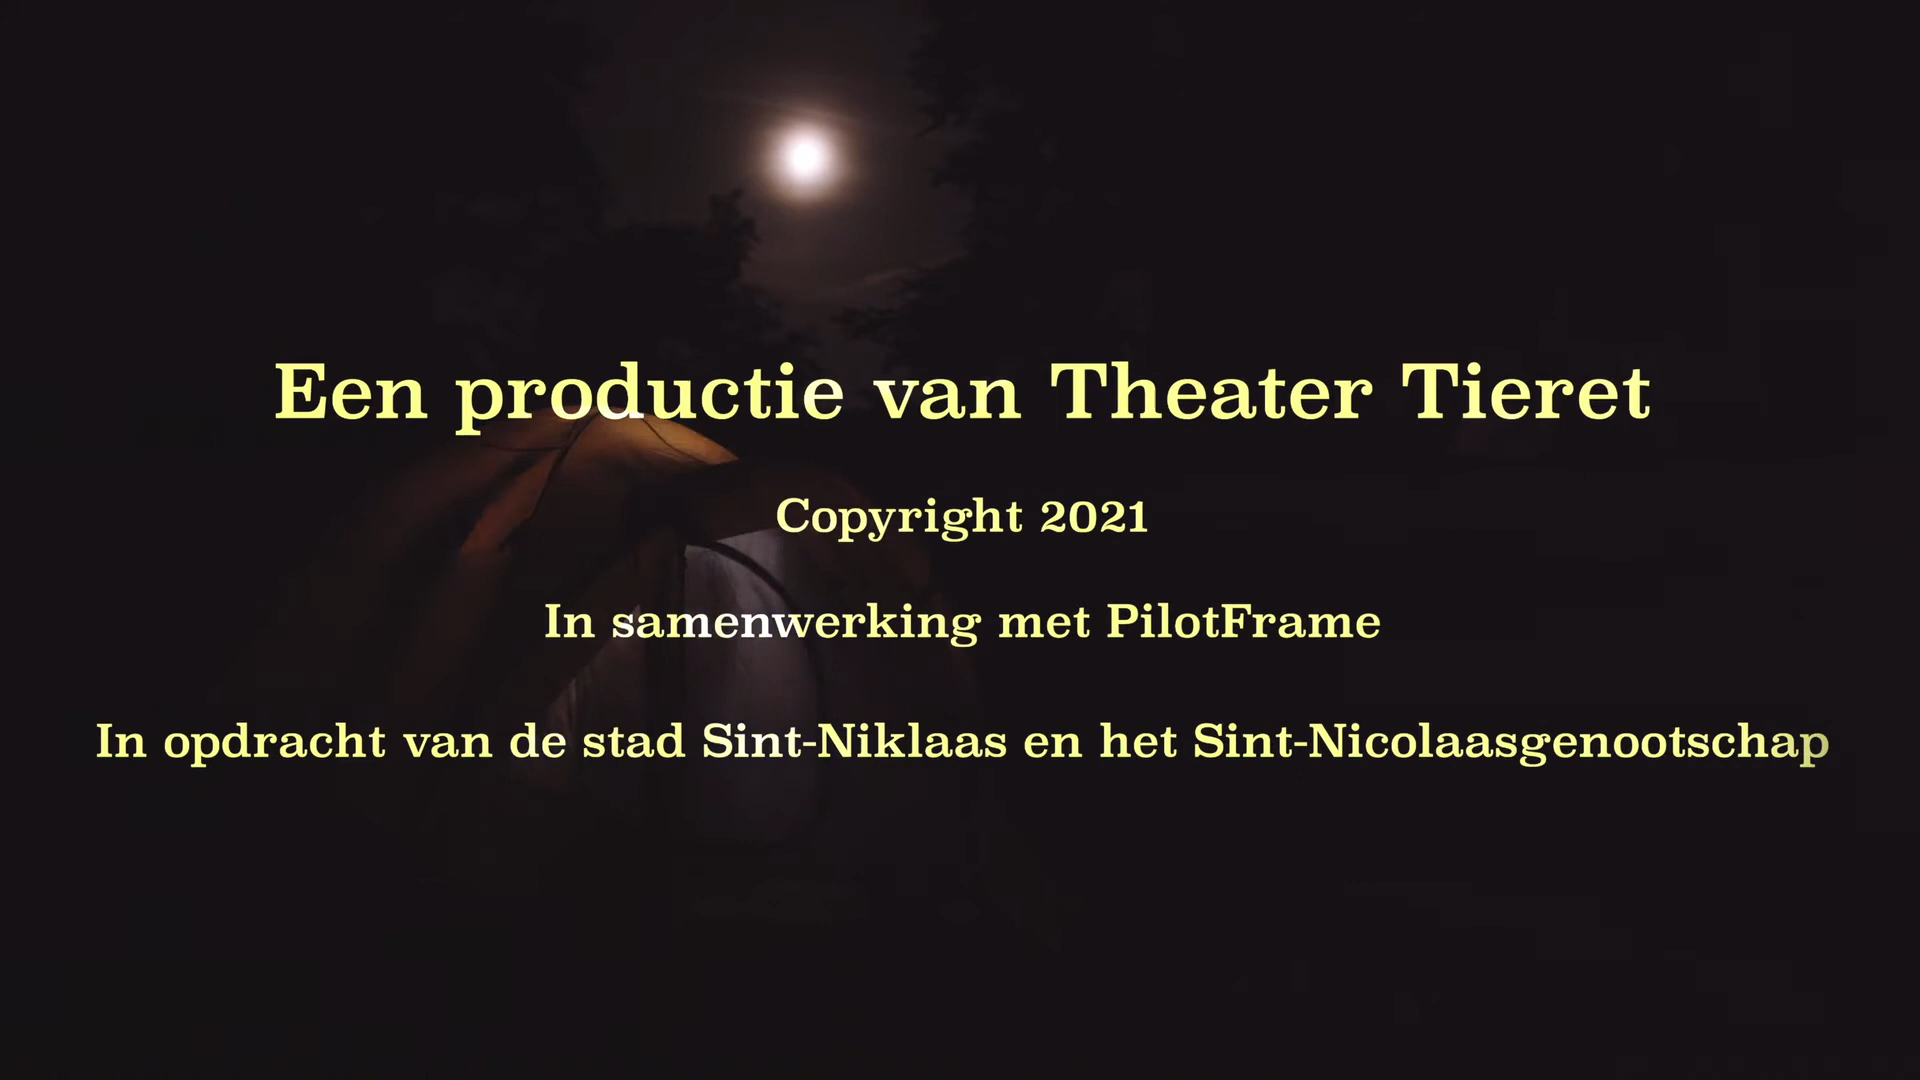 Een productie van Theater Tieret
Copyright 2021
In samenwerking met PilotFrame
In opdracht van de stad Sint-Niklaas en het Sint-Nicolaasgenootschap